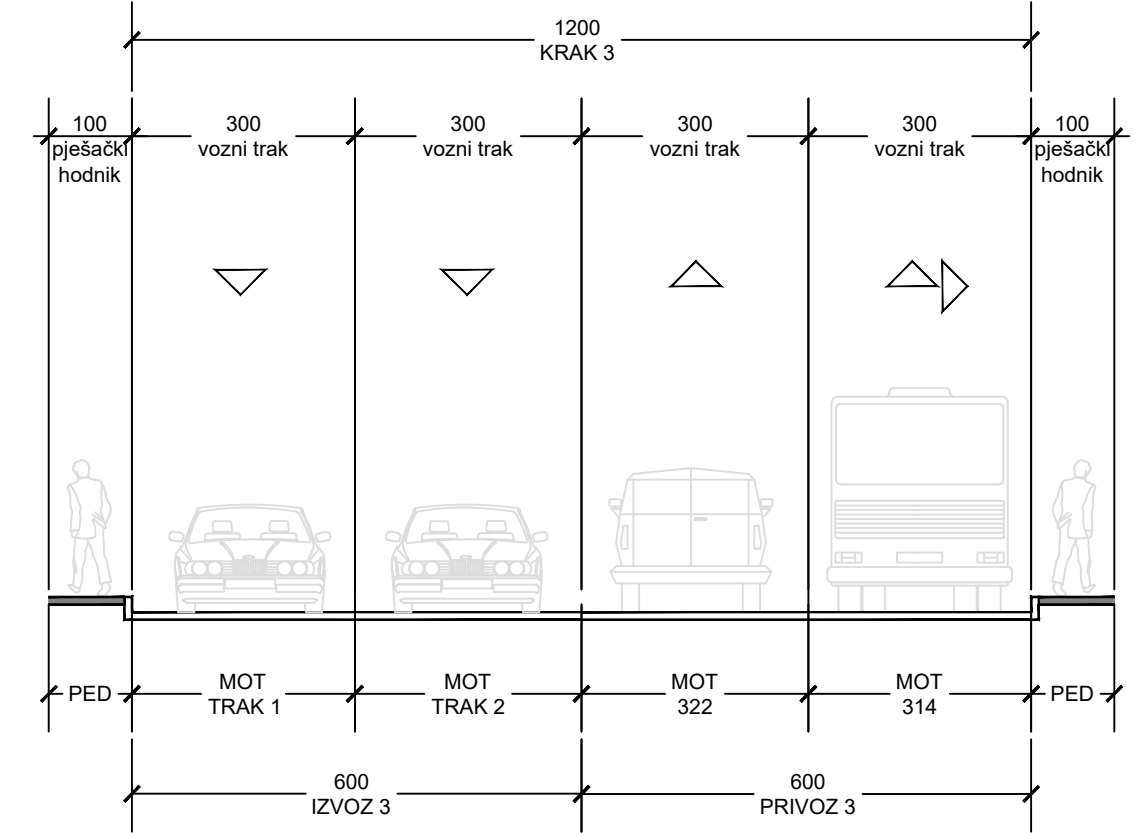 1200
KRAK 3
100
pješački
hodnik
300
vozni trak
300
vozni trak
300
vozni trak
300
vozni trak
100
pješački
hodnik
PED
MOT
TRAK 1
MOT
TRAK 2
MOT
322
MOT
314
PED
600
IZVOZ 3
600
PRIVOZ 3